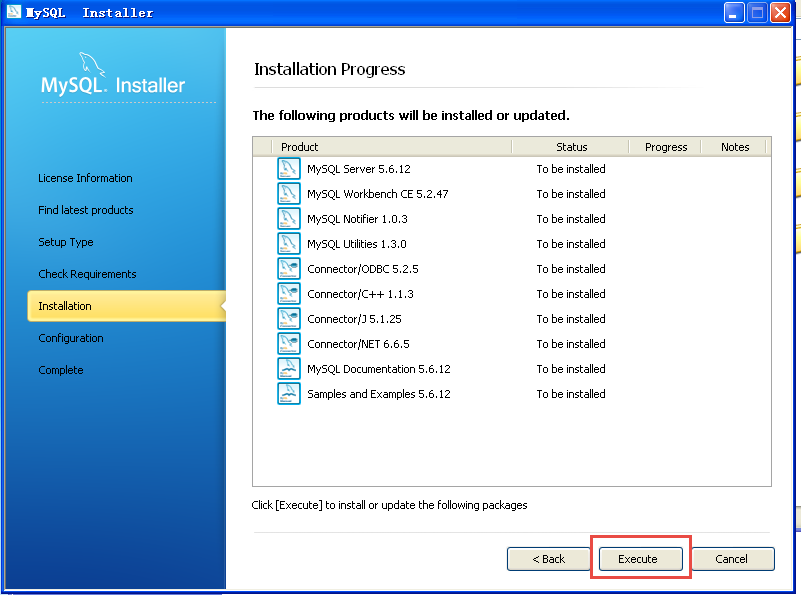 MySQL Installer
MySQL. Installer
License Information
Find latest products
Setup Type
Check Requirements
Installation
Configuration
Complete
Installation Progress
The following products will be installed or updated.
Product Status Progress Notes
MySQL Server 5.6.12 To be installed
MySQL Workbench CE 5.2.47 To be installed
MySQL Notifier 1.0.3 To be installed
MySQL Utilities 1.3.0 To be installed
Connector/ODBC 5.2.5 To be installed
Connector/C++ 1.1.3 To be installed
Connector/J 5.1.25 To be installed
Connector/NET 6.6.5 To be installed
MySQL Documentation 5.6.12 To be installed
Samples and Examples 5.6.12 To be installed
Click [Execute] to install or update the following packages
< Back Execute Cancel